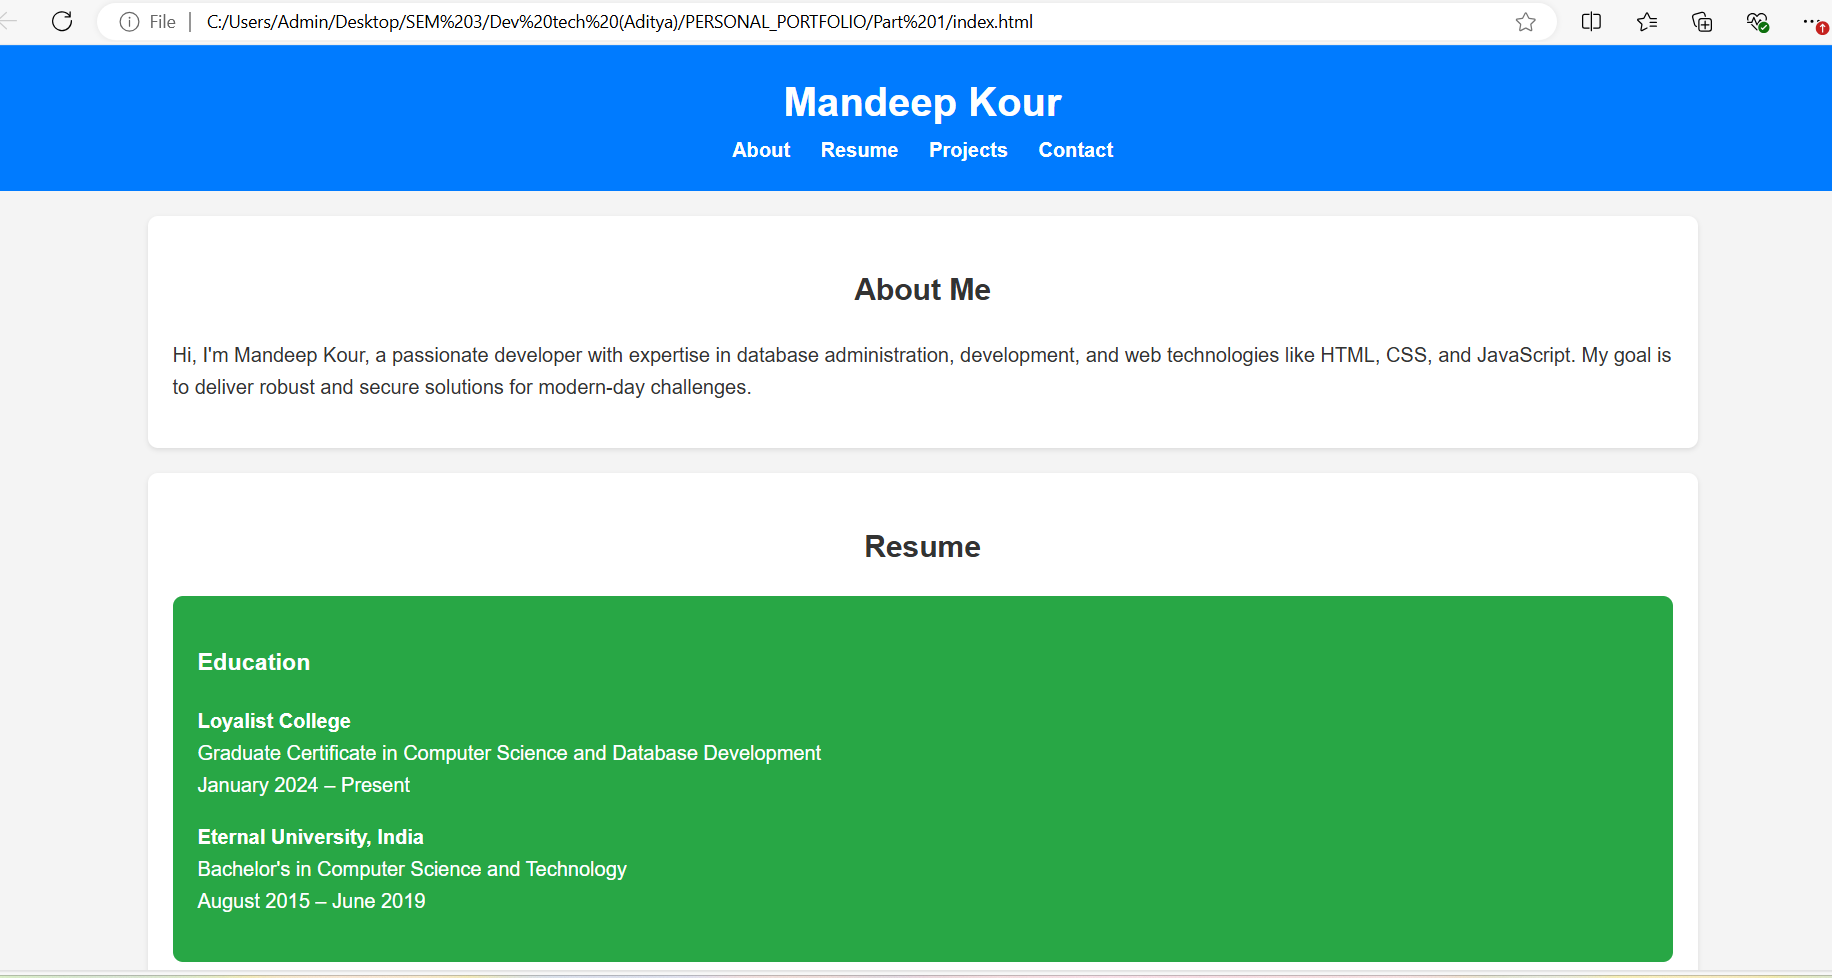 File | C:/Users/Admin/Desktop/SEM%203/Dev%20tech%20(Aditya)/PERSONAL_PORTFOLIO/Part%201/index.html
Mandeep Kour
About Resume Projects Contact
About Me
Hi, I'm Mandeep Kour, a passionate developer with expertise in database administration, development, and web technologies like HTML, CSS, and JavaScript. My goal is
to deliver robust and secure solutions for modern-day challenges.
Resume
Education
Loyalist College
Graduate Certificate in Computer Science and Database Development
January 2024 – Present
Eternal University, India
Bachelor's in Computer Science and Technology
August 2015 – June 2019